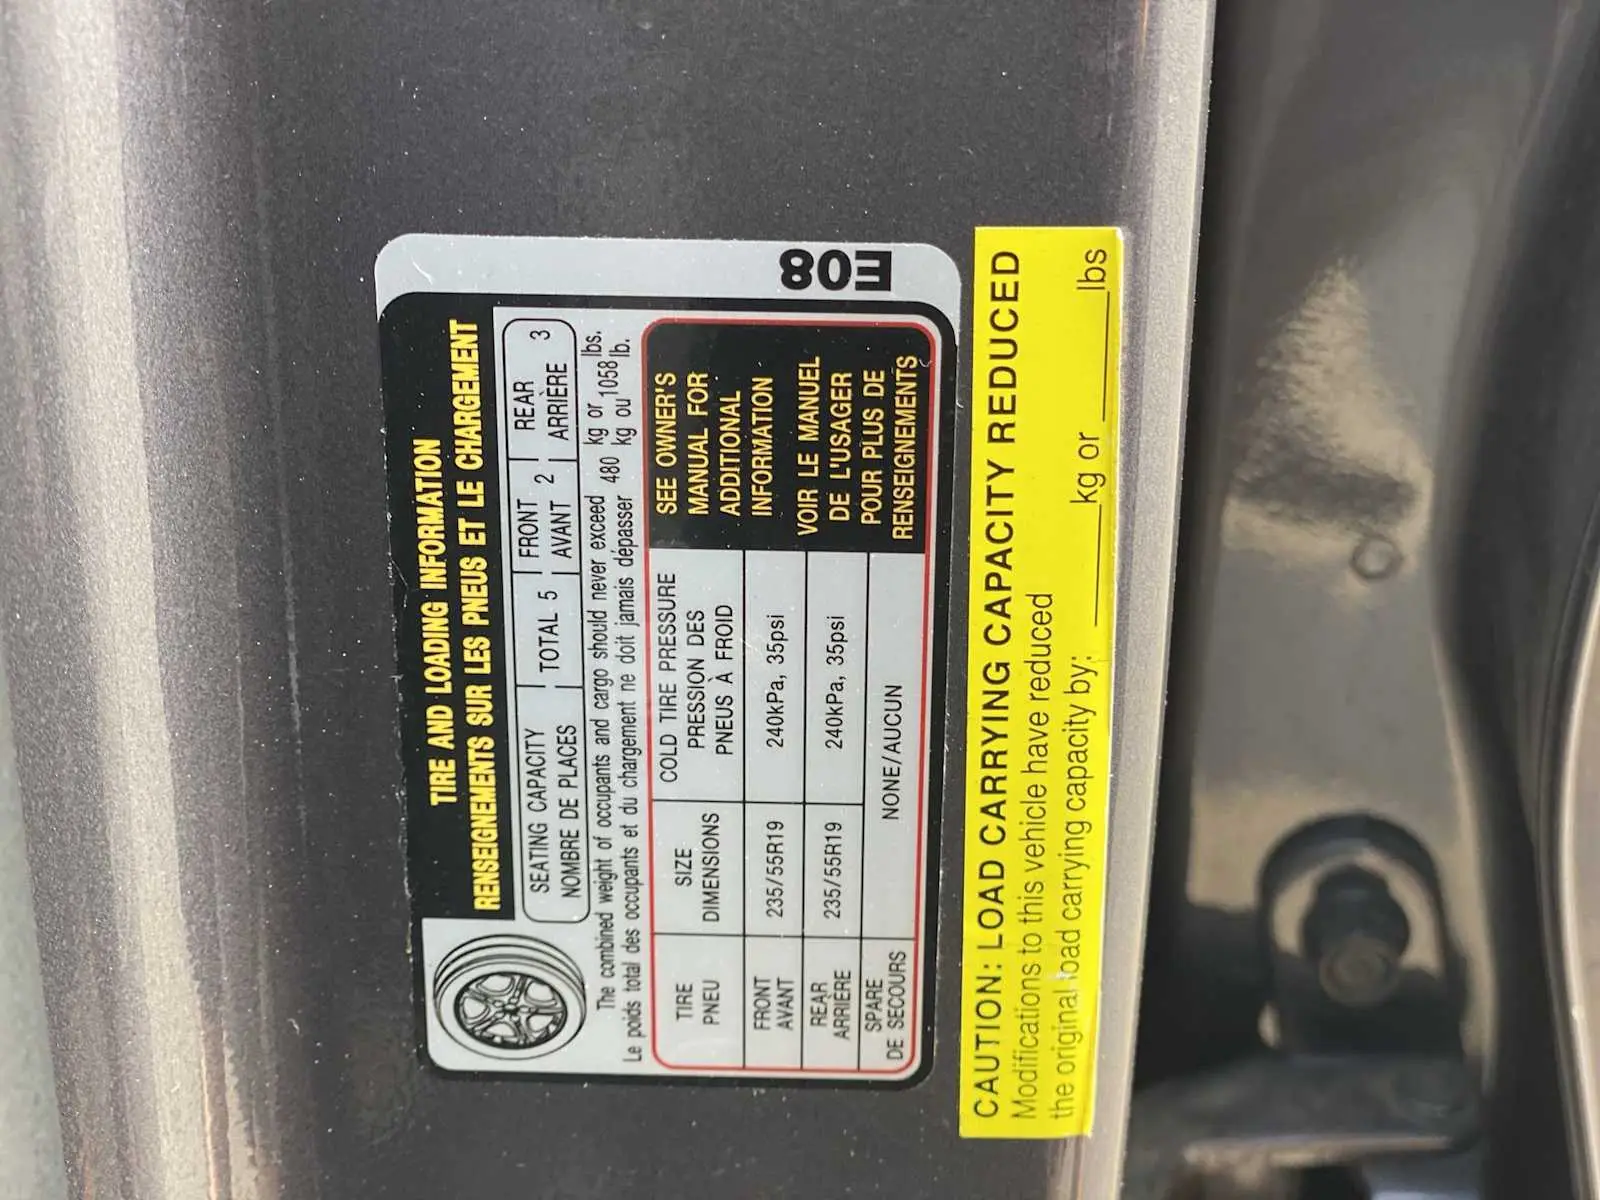 TIRE AND LOADING INFORMATION
RENSEIGNEMENTS SUR LES PNEUS ET LE CHARGEMENT
SEATING CAPACITY
NOMBRE DE PLACES
TOTAL 5
FRONT
AVANT 2
REAR
ARRIÈRE 3
The combined weight of occupants and cargo should never exceed 480 kg or 1058 lbs.
Le poids total des occupants et du chargement ne doit jamais dépasser 480 kg ou 1058 lb.
TIRE
PNEU
SIZE
DIMENSIONS
COLD TIRE PRESSURE
PRESSION DES
PNEUS À FROID
FRONT
AVANT
235/55R19
240kPa, 35psi
REAR
ARRIÈRE
235/55R19
240kPa, 35psi
SPARE
DE SECOURS
NONE/AUCUN
SEE OWNER'S
MANUAL FOR
ADDITIONAL
INFORMATION
VOIR LE MANUEL
DE L'USAGER
POUR PLUS DE
RENSEIGNEMENTS
E08
CAUTION: LOAD CARRYING CAPACITY REDUCED
Modifications to this vehicle have reduced
the original load carrying capacity by: ______kg or ______lbs